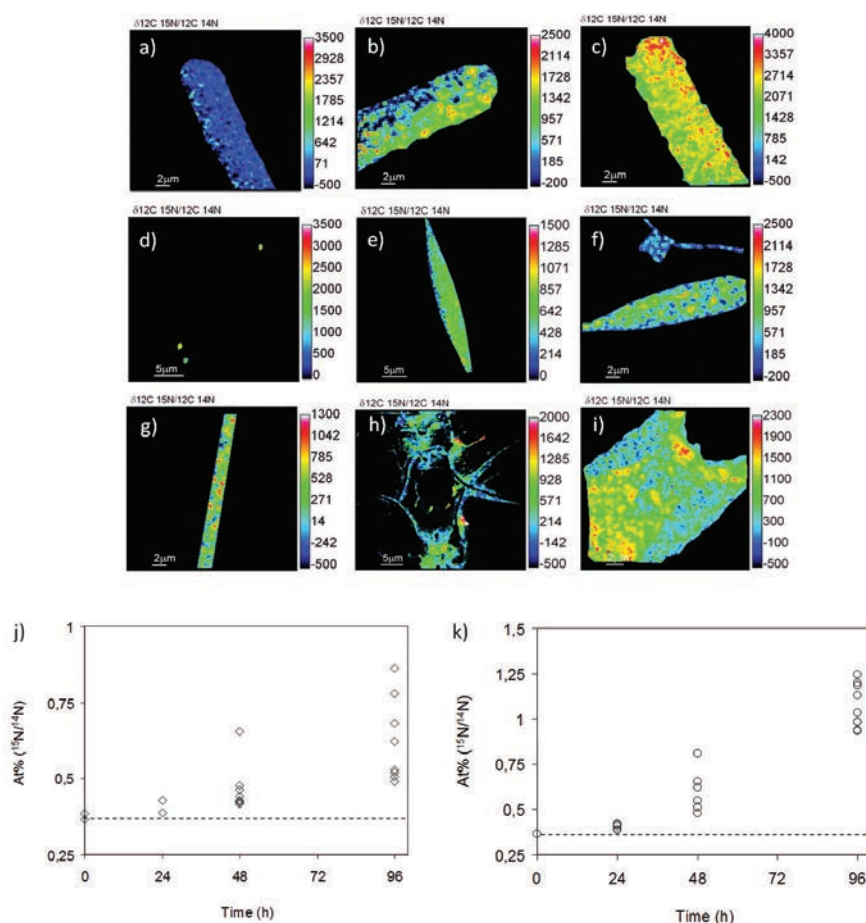 δ12C 15N/12C 14N
a)
3500
2928
2357
1785
1214
642
71
-500
2μm
δ12C 15N/12C 14N
b)
2500
2114
1728
1342
957
571
185
-200
2μm
δ12C 15N/12C 14N
c)
4000
3357
2714
2071
1428
785
142
-500
2μm
δ12C 15N/12C 14N
d)
3500
3000
2500
2000
1500
1000
500
0
5μm
δ12C 15N/12C 14N
e)
1500
1285
1071
857
642
428
214
0
5μm
δ12C 15N/12C 14N
f)
2500
2114
1728
1342
957
571
185
-200
2μm
δ12C 15N/12C 14N
g)
1300
1042
785
528
271
14
-242
-500
2μm
δ12C 15N/12C 14N
h)
2000
1642
1285
928
571
214
-142
-500
5μm
δ12C 15N/12C 14N
i)
2300
1900
1500
1100
700
300
-100
-500
j)
1
0,75
0,5
0,25
At% (¹⁵N/¹⁴N)
0 24 48 72 96
Time (h)
k)
1,5
1,25
1
0,75
0,5
0,25
At% (¹⁵N/¹⁴N)
0 24 48 72 96
Time (h)